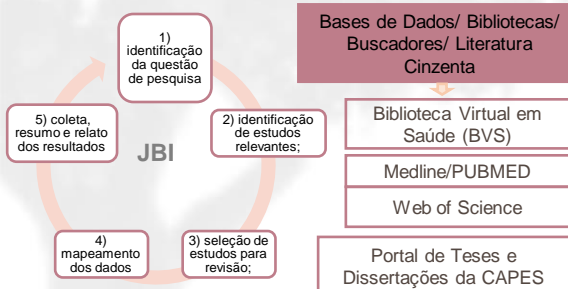 1)
identificação
da questão
de pesquisa
2) identificação
de estudos
relevantes;
3) seleção de
estudos para
revisão;
4)
mapeamento
dos dados
5) coleta,
resumo e relato
dos resultados
JBI
Bases de Dados/ Bibliotecas/
Buscadores/ Literatura
Cinzenta
Biblioteca Virtual em
Saúde (BVS)
Medline/PUBMED
Web of Science
Portal de Teses e
Dissertações da CAPES